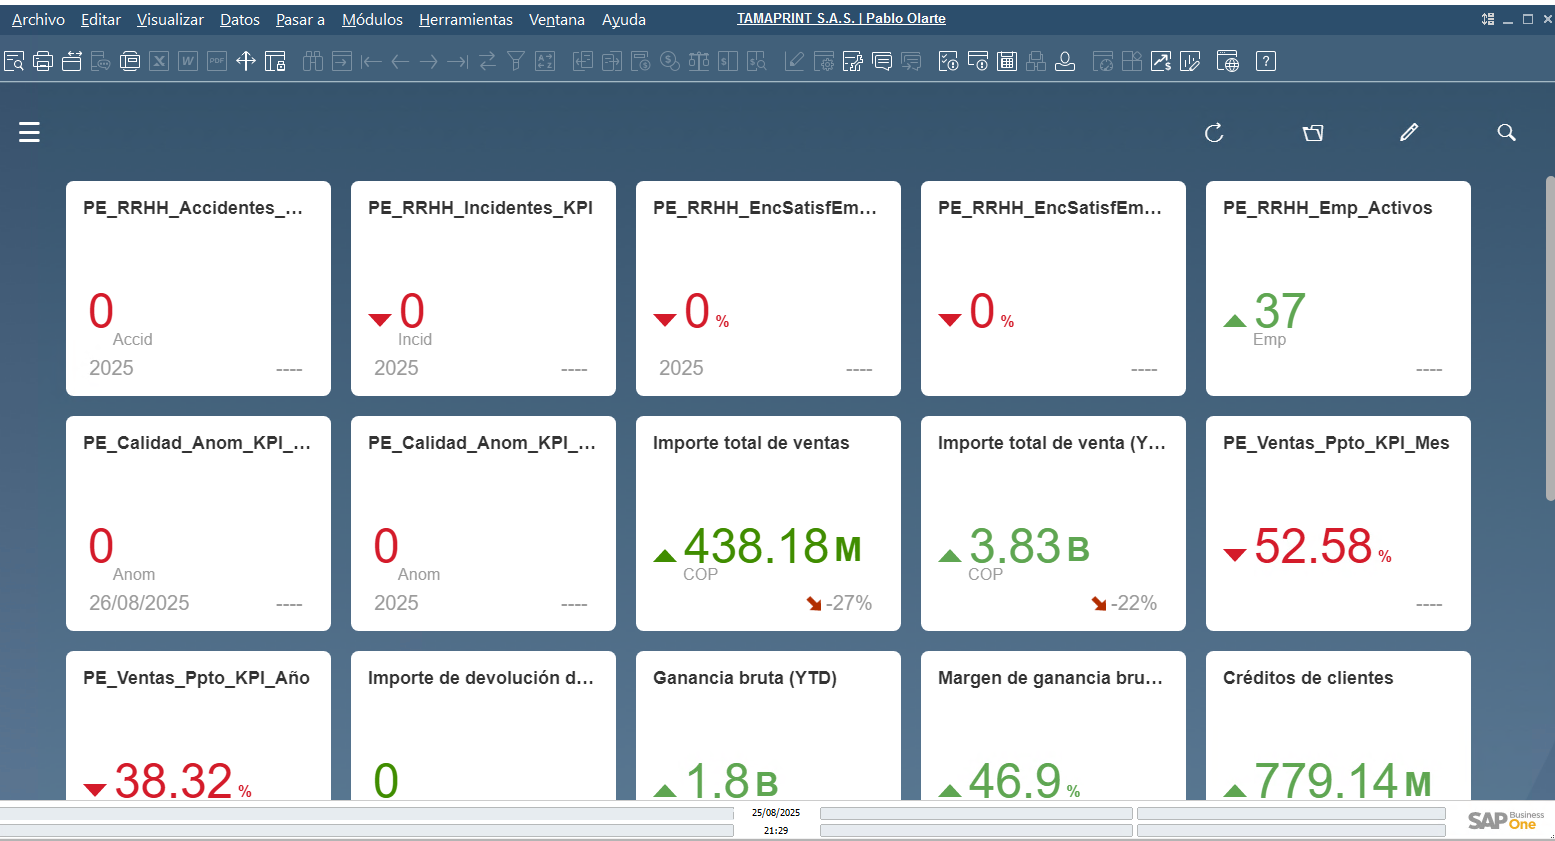 Archivo Editar Visualizar Datos Pasar a Módulos Herramientas Ventana Ayuda
TAMAPRINT S.A.S. | Pablo Olarte
PE_RRHH_Accidentes_...
0
Accid
2025 ----
PE_RRHH_Incidentes_KPI
0
Incid
2025 ----
PE_RRHH_EncSatisfEm...
0 %
2025 ----
PE_RRHH_EncSatisfEm...
0 %
----
PE_RRHH_Emp_Activos
37
Emp
----
PE_Calidad_Anom_KPI_...
0
Anom
26/08/2025 ----
PE_Calidad_Anom_KPI_...
0
Anom
2025 ----
Importe total de ventas
438.18 M
COP
-27%
Importe total de venta (Y...
3.83 B
COP
-22%
PE_Ventas_Ppto_KPI_Mes
52.58 %
----
PE_Ventas_Ppto_KPI_Año
38.32 %
Importe de devolución d...
0
Ganancia bruta (YTD)
1.8 B
Margen de ganancia bru...
46.9 %
Créditos de clientes
779.14 M
25/08/2025
21:29
SAP Business One